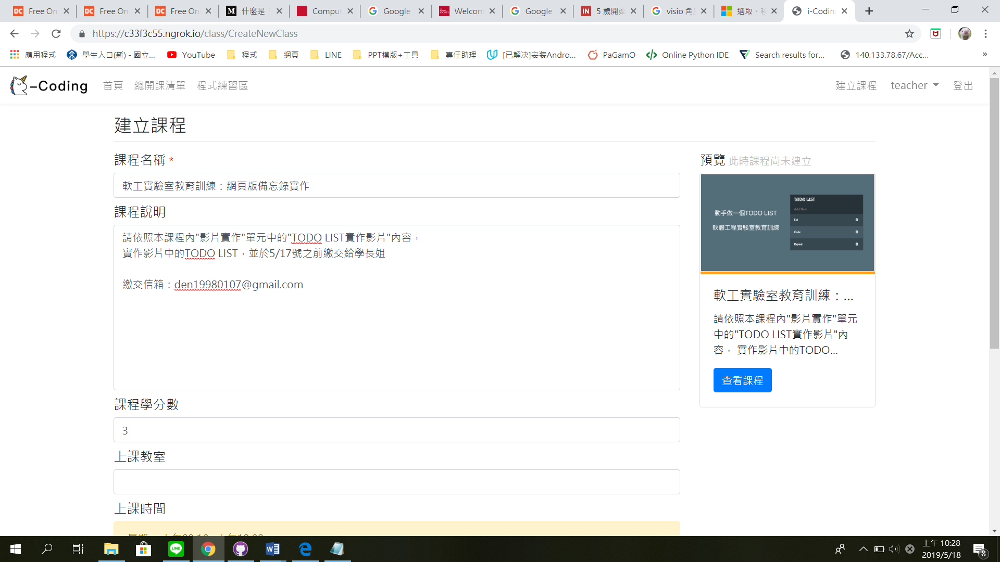 Free On
Free On
Free On
什麼是「
Comput
Google
Welcom
Google
5 歲開始
visio 角
選取、移
i-Coding
https://c33f3c55.ngrok.io/class/CreateNewClass
應用程式
學生入口(新) - 國立...
YouTube
程式
網頁
LINE
PPT模版+工具
專任助理
[已解决]安装Andro...
PaGamO
Online Python IDE
Search results for...
140.133.78.67/Acc...
»
-Coding
首頁
總開課清單
程式練習區
建立課程
teacher
登出
建立課程
課程名稱 *
軟工實驗室教育訓練：網頁版備忘錄實作
課程說明
請依照本課程內"影片實作"單元中的"TODO LIST實作影片"內容，
實作影片中的TODO LIST，並於5/17號之前繳交給學長姐
繳交信箱：den19980107@gmail.com
課程學分數
3
上課教室
上課時間
預覽 此時課程尚未建立
動手做一個TODO LIST
軟體工程實驗室教育訓練
TODO LIST
Add New
Eat
Code
Repeat
軟工實驗室教育訓練：...
請依照本課程內"影片實作"單元
中的"TODO LIST實作影片"內
容， 實作影片中的TODO...
查看課程
上午 10:28
2019/5/18
8